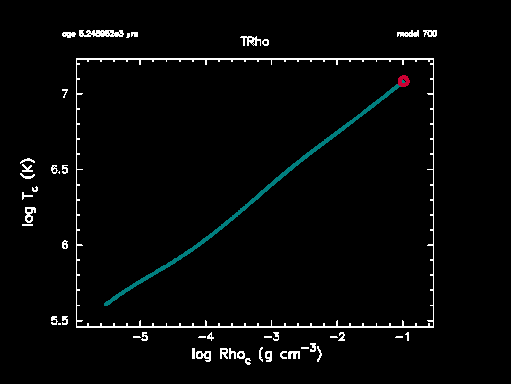 age 5.248952e3 yrs
model 700
TRho
log T_c (K)
7
6.5
6
5.5
−5 −4 −3 −2 −1
log Rho_c (g cm^−3)